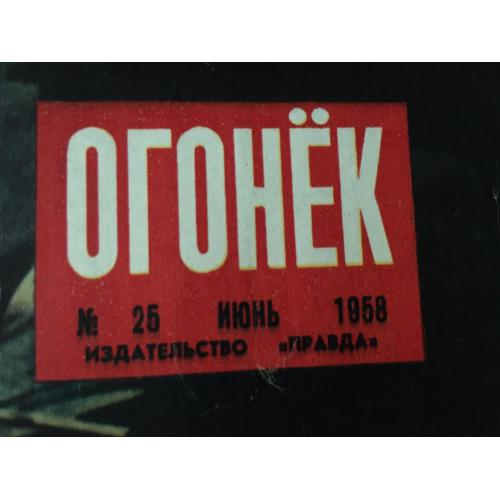 ОГОНЁК
№ 25 ИЮНЬ 1958
ИЗДАТЕЛЬСТВО «ПРАВДА»